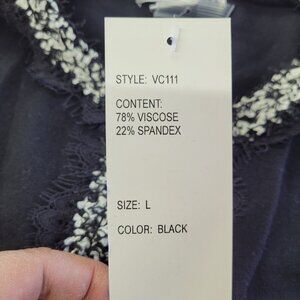 STYLE: VC111
CONTENT:
78% VISCOSE
22% SPANDEX
SIZE: L
COLOR: BLACK